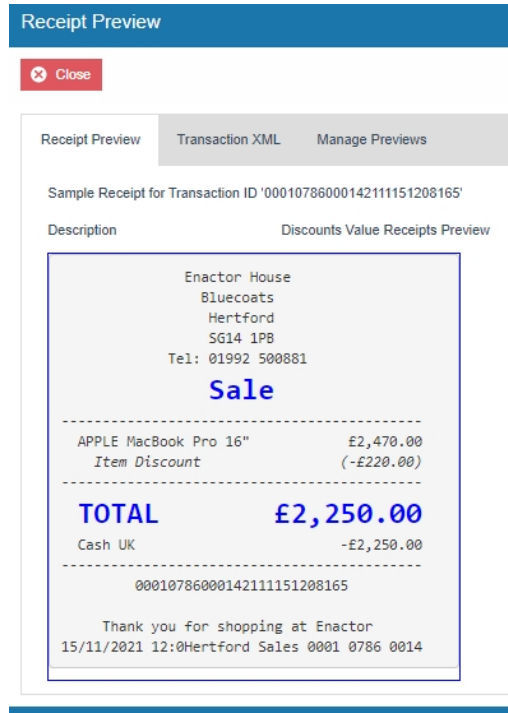 Receipt Preview
Close
Receipt Preview Transaction XML Manage Previews
Sample Receipt for Transaction ID '00010786000142111151208165'
Description Discounts Value Receipts Preview
Enactor House
Bluecoats
Hertford
SG14 1PB
Tel: 01992 500881
Sale
--------------------------------------------
APPLE MacBook Pro 16" £2,470.00
Item Discount (-£220.00)
--------------------------------------------
TOTAL £2,250.00
Cash UK -£2,250.00
--------------------------------------------
00010786000142111151208165
Thank you for shopping at Enactor
15/11/2021 12:0Hertford Sales 0001 0786 0014